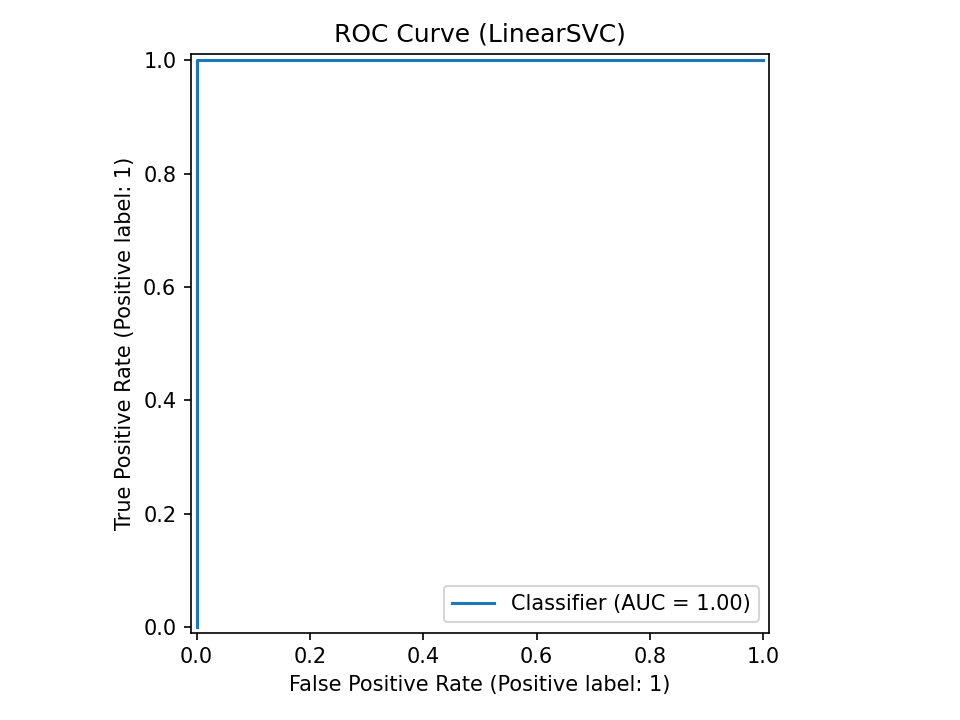 ROC Curve (LinearSVC)
True Positive Rate (Positive label: 1)
1.0
0.8
0.6
0.4
0.2
0.0
Classifier (AUC = 1.00)
0.0 0.2 0.4 0.6 0.8 1.0
False Positive Rate (Positive label: 1)